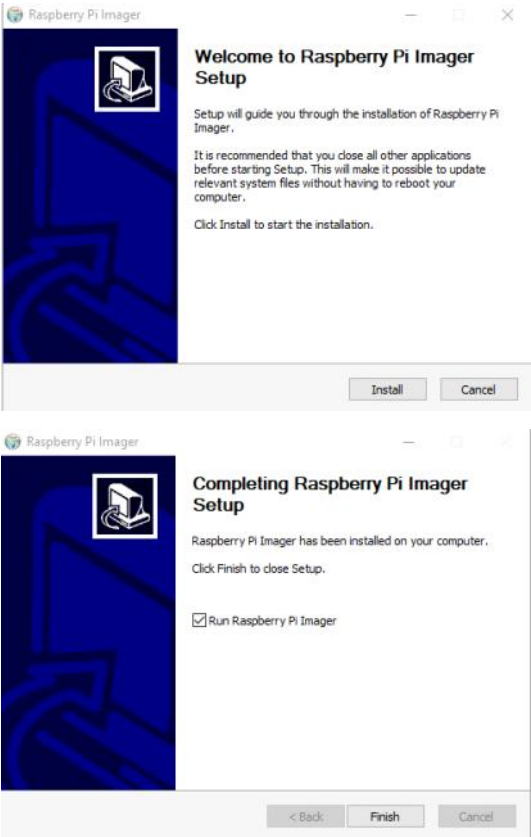 Raspberry Pi Imager
Welcome to Raspberry Pi Imager
Setup
Setup will guide you through the installation of Raspberry Pi
Imager.
It is recommended that you close all other applications
before starting Setup. This will make it possible to update
relevant system files without having to reboot your
computer.
Click Install to start the installation.
Install
Cancel
Raspberry Pi Imager
Completing Raspberry Pi Imager
Setup
Raspberry Pi Imager has been installed on your computer.
Click Finish to close Setup.
Run Raspberry Pi Imager
< Back
Finish
Cancel